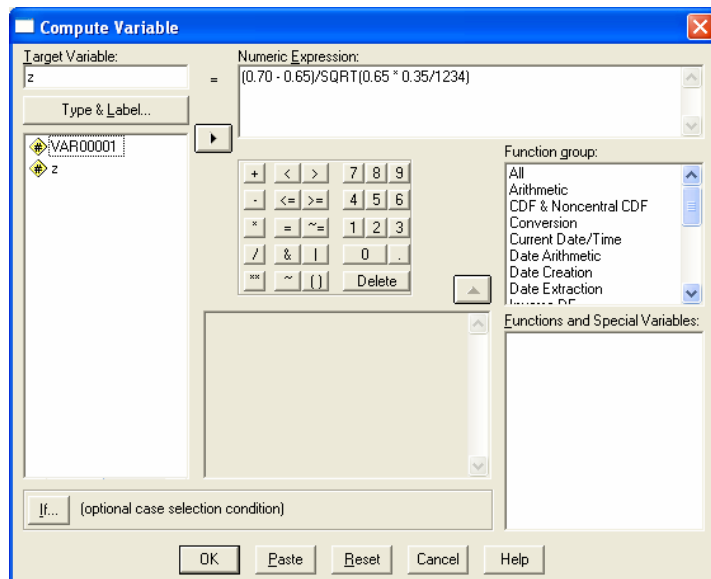 Compute Variable
Target Variable:
z
=
Numeric Expression:
(0.70 - 0.65)/SQRT(0.65 * 0.35/1234)
Type & Label...
VAR00001
z
+ < > 7 8 9
- <= >= 4 5 6
* = ~= 1 2 3
/ & | 0 .
** ~ () Delete
Function group:
All
Arithmetic
CDF & Noncentral CDF
Conversion
Current Date/Time
Date Arithmetic
Date Creation
Date Extraction
Inverse DF
Functions and Special Variables:
If... (optional case selection condition)
OK Paste Reset Cancel Help